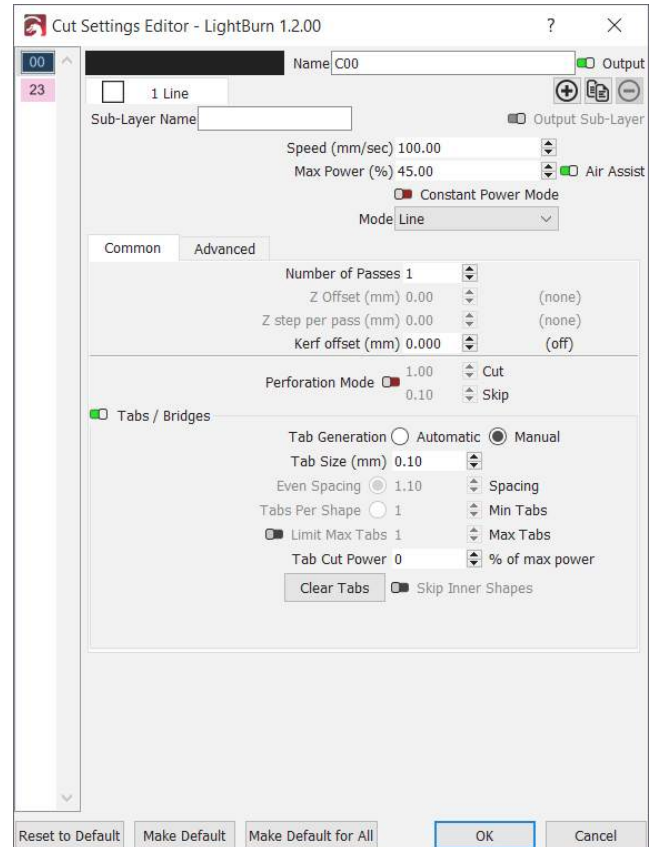 Cut Settings Editor - LightBurn 1.2.00 ?
00 Name C00 Output
23 1 Line
Sub-Layer Name Output Sub-Layer
Speed (mm/sec) 100.00
Max Power (%) 45.00 Air Assist
Constant Power Mode
Mode Line
Common Advanced
Number of Passes 1
Z Offset (mm) 0.00 (none)
Z step per pass (mm) 0.00 (none)
Kerf offset (mm) 0.000 (off)
Perforation Mode 1.00 Cut
0.10 Skip
Tabs / Bridges
Tab Generation Automatic Manual
Tab Size (mm) 0.10
Even Spacing 1.10 Spacing
Tabs Per Shape 1 Min Tabs
Limit Max Tabs 1 Max Tabs
Tab Cut Power 0 % of max power
Clear Tabs Skip Inner Shapes
Reset to Default Make Default Make Default for All OK Cancel